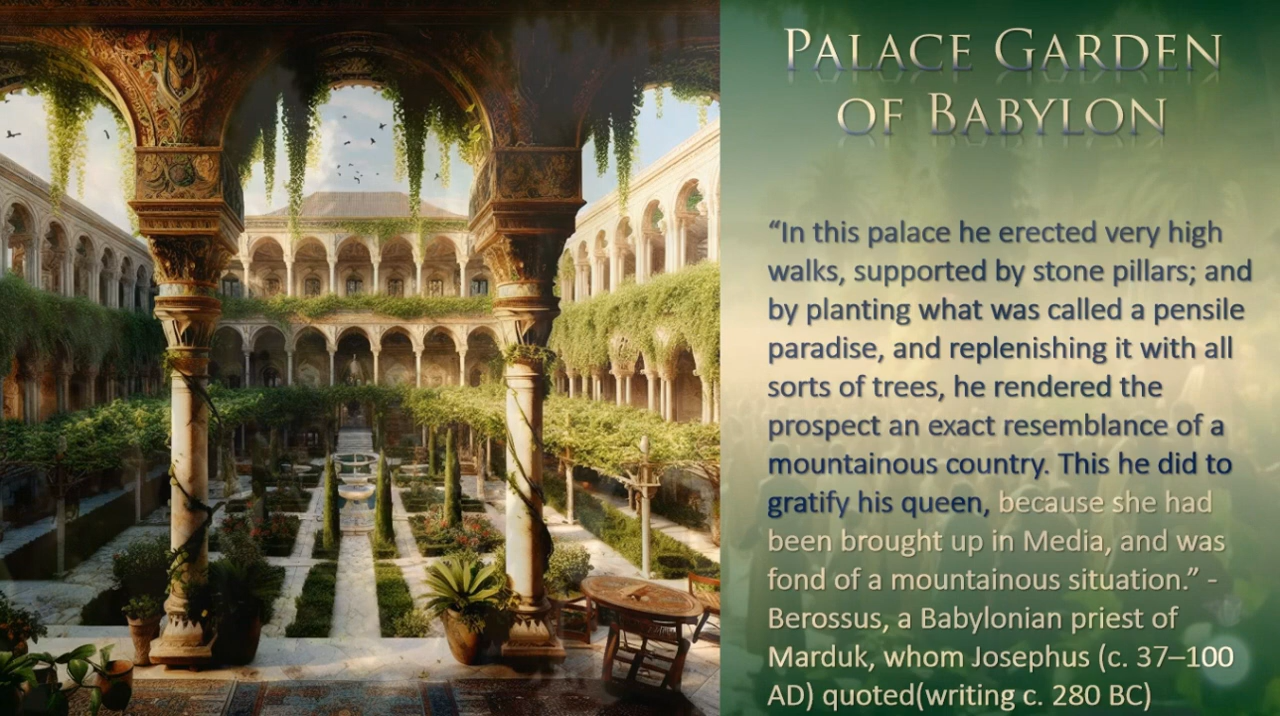 PALACE GARDEN
OF BABYLON
“In this palace he erected very high
walks, supported by stone pillars; and
by planting what was called a pensile
paradise, and replenishing it with all
sorts of trees, he rendered the
prospect an exact resemblance of a
mountainous country. This he did to
gratify his queen, because she had
been brought up in Media, and was
fond of a mountainous situation.” -
Berossus, a Babylonian priest of
Marduk, whom Josephus (c. 37–100
AD) quoted(writing c. 280 BC)